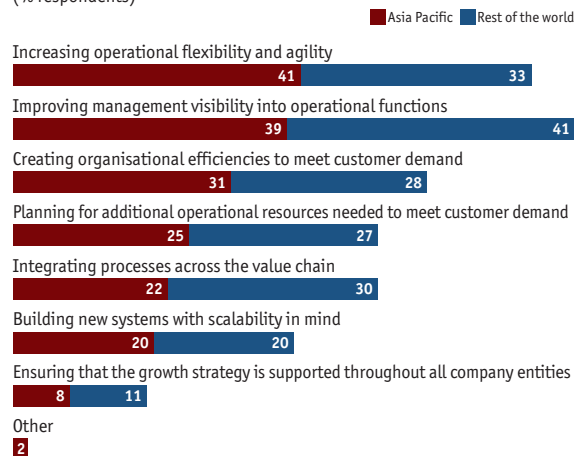 (% respondents)
Asia Pacific Rest of the world
Increasing operational flexibility and agility
41 33
Improving management visibility into operational functions
39 41
Creating organisational efficiencies to meet customer demand
31 28
Planning for additional operational resources needed to meet customer demand
25 27
Integrating processes across the value chain
22 30
Building new systems with scalability in mind
20 20
Ensuring that the growth strategy is supported throughout all company entities
8 11
Other
2